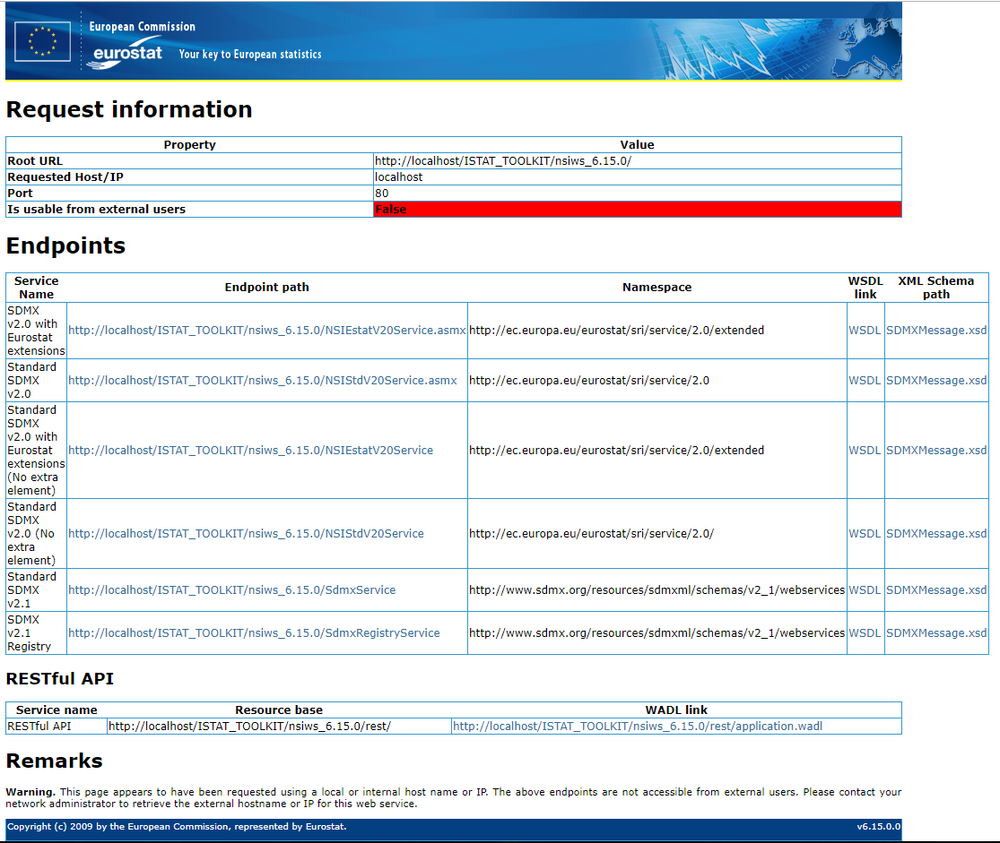 European Commission
eurostat
Your key to European statistics
Request information
Property Value
Root URL http://localhost/ISTAT_TOOLKIT/nsiws_6.15.0/
Requested Host/IP localhost
Port 80
Is usable from external users False
Endpoints
Service Name Endpoint path Namespace WSDL link XML Schema path
SDMX v2.0 with Eurostat extensions http://localhost/ISTAT_TOOLKIT/nsiws_6.15.0/NSIEstatV20Service.asmx http://ec.europa.eu/eurostat/sri/service/2.0/extended WSDL SDMXMessage.xsd
Standard SDMX v2.0 http://localhost/ISTAT_TOOLKIT/nsiws_6.15.0/NSIStdV20Service.asmx http://ec.europa.eu/eurostat/sri/service/2.0 WSDL SDMXMessage.xsd
Standard SDMX v2.0 with Eurostat extensions (No extra element) http://localhost/ISTAT_TOOLKIT/nsiws_6.15.0/NSIEstatV20Service http://ec.europa.eu/eurostat/sri/service/2.0/extended WSDL SDMXMessage.xsd
Standard SDMX v2.0 (No extra element) http://localhost/ISTAT_TOOLKIT/nsiws_6.15.0/NSIStdV20Service http://ec.europa.eu/eurostat/sri/service/2.0/ WSDL SDMXMessage.xsd
Standard SDMX v2.1 http://localhost/ISTAT_TOOLKIT/nsiws_6.15.0/SdmxService http://www.sdmx.org/resources/sdmxml/schemas/v2_1/webservices WSDL SDMXMessage.xsd
SDMX v2.1 Registry http://localhost/ISTAT_TOOLKIT/nsiws_6.15.0/SdmxRegistryService http://www.sdmx.org/resources/sdmxml/schemas/v2_1/webservices WSDL SDMXMessage.xsd
RESTful API
Service name Resource base WADL link
RESTful API http://localhost/ISTAT_TOOLKIT/nsiws_6.15.0/rest/ http://localhost/ISTAT_TOOLKIT/nsiws_6.15.0/rest/application.wadl
Remarks
Warning. This page appears to have been requested using a local or internal host name or IP. The above endpoints are not accessible from external users. Please contact your
network administrator to retrieve the external hostname or IP for this web service.
Copyright (c) 2009 by the European Commission, represented by Eurostat. v6.15.0.0